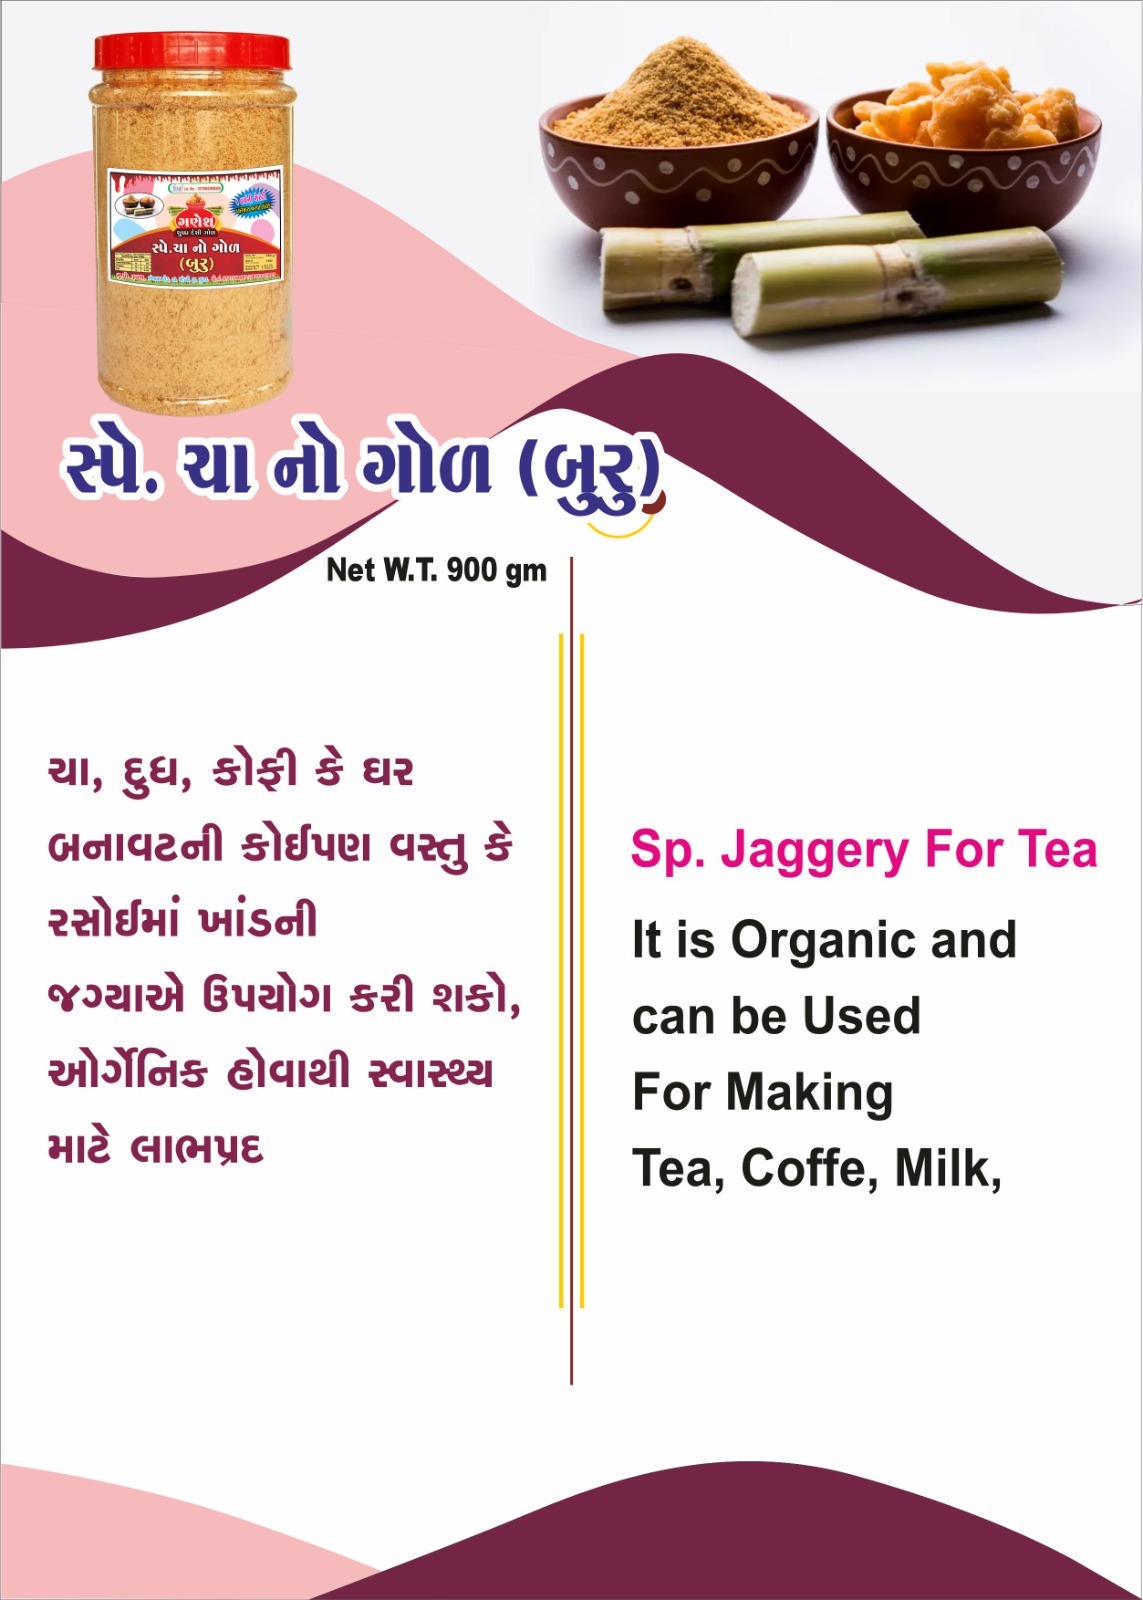 ગણેશ
શુદ્ધ દેશી ગોળ
સ્પે.ચા નો ગોળ
(બુરુ)
સ્પે. ચા નો ગોળ (બુરુ)
Net W.T. 900 gm
ચા, દુધ, કોફી કે ઘર
બનાવટની કોઈપણ વસ્તુ કે
રસોઈમાં ખાંડની
જગ્યાએ ઉપયોગ કરી શકો,
ઓર્ગેનિક હોવાથી સ્વાસ્થ્ય
માટે લાભપ્રદ
Sp. Jaggery For Tea
It is Organic and
can be Used
For Making
Tea, Coffe, Milk,